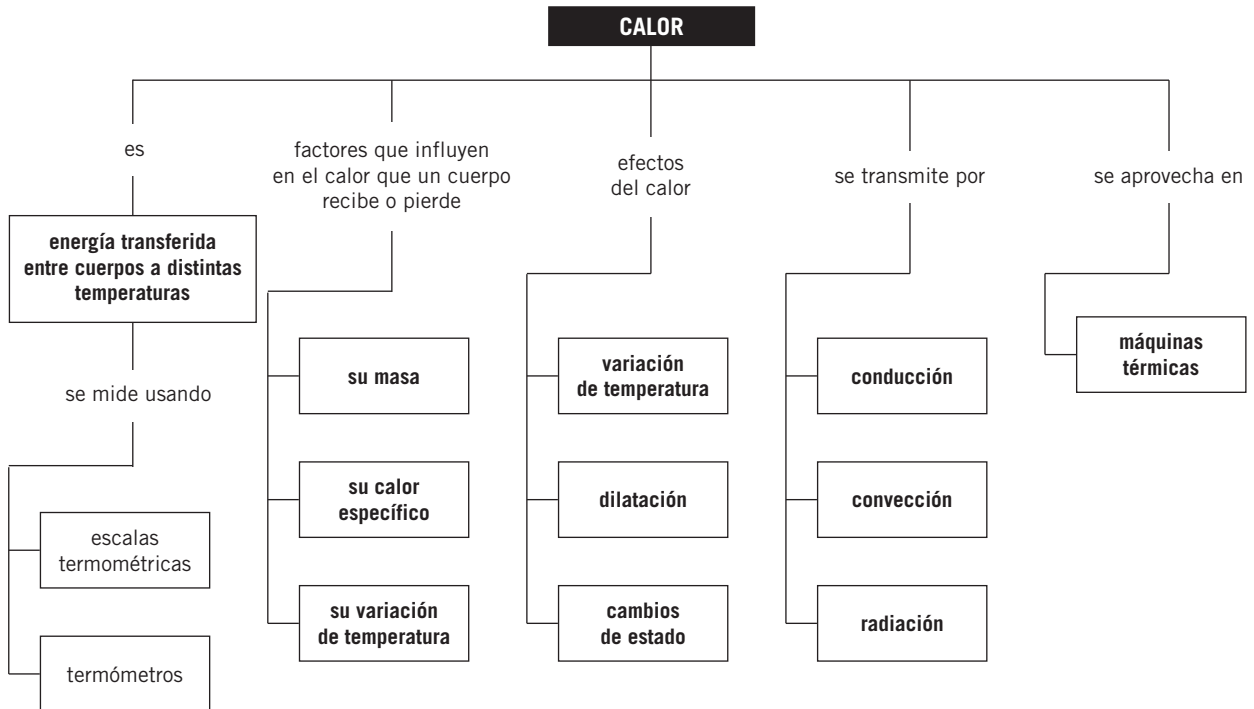 CALOR
es
energía transferida
entre cuerpos a distintas
temperaturas
se mide usando
escalas
termométricas
termómetros
factores que influyen
en el calor que un cuerpo
recibe o pierde
su masa
su calor
específico
su variación
de temperatura
efectos
del calor
variación
de temperatura
dilatación
cambios
de estado
se transmite por
conducción
convección
radiación
se aprovecha en
máquinas
térmicas